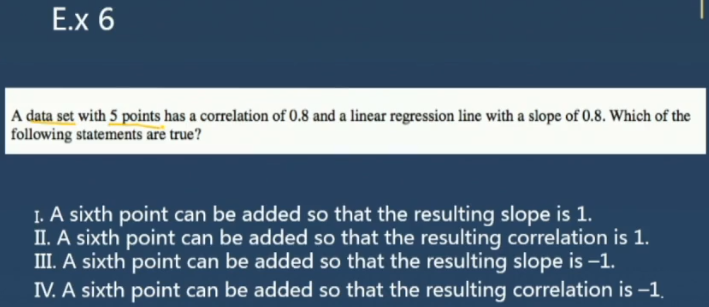 E.x 6
A data set with 5 points has a correlation of 0.8 and a linear regression line with a slope of 0.8. Which of the
following statements are true?
I. A sixth point can be added so that the resulting slope is 1.
II. A sixth point can be added so that the resulting correlation is 1.
III. A sixth point can be added so that the resulting slope is –1.
IV. A sixth point can be added so that the resulting correlation is –1.